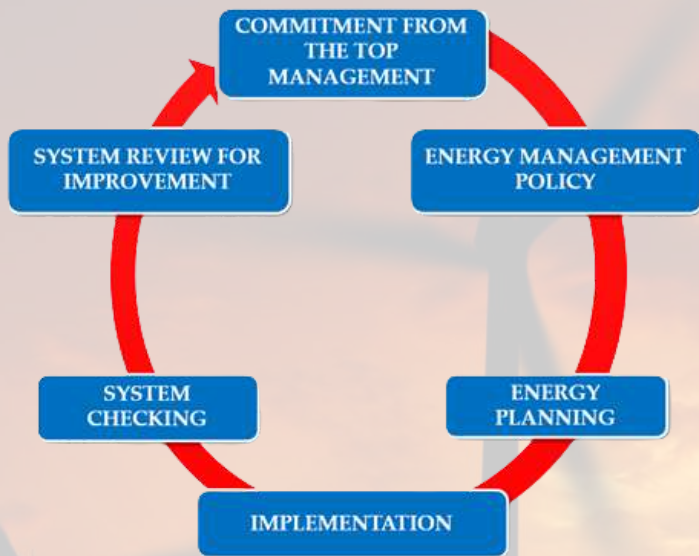 COMMITMENT FROM
THE TOP
MANAGEMENT
ENERGY MANAGEMENT
POLICY
ENERGY
PLANNING
IMPLEMENTATION
SYSTEM
CHECKING
SYSTEM REVIEW FOR
IMPROVEMENT